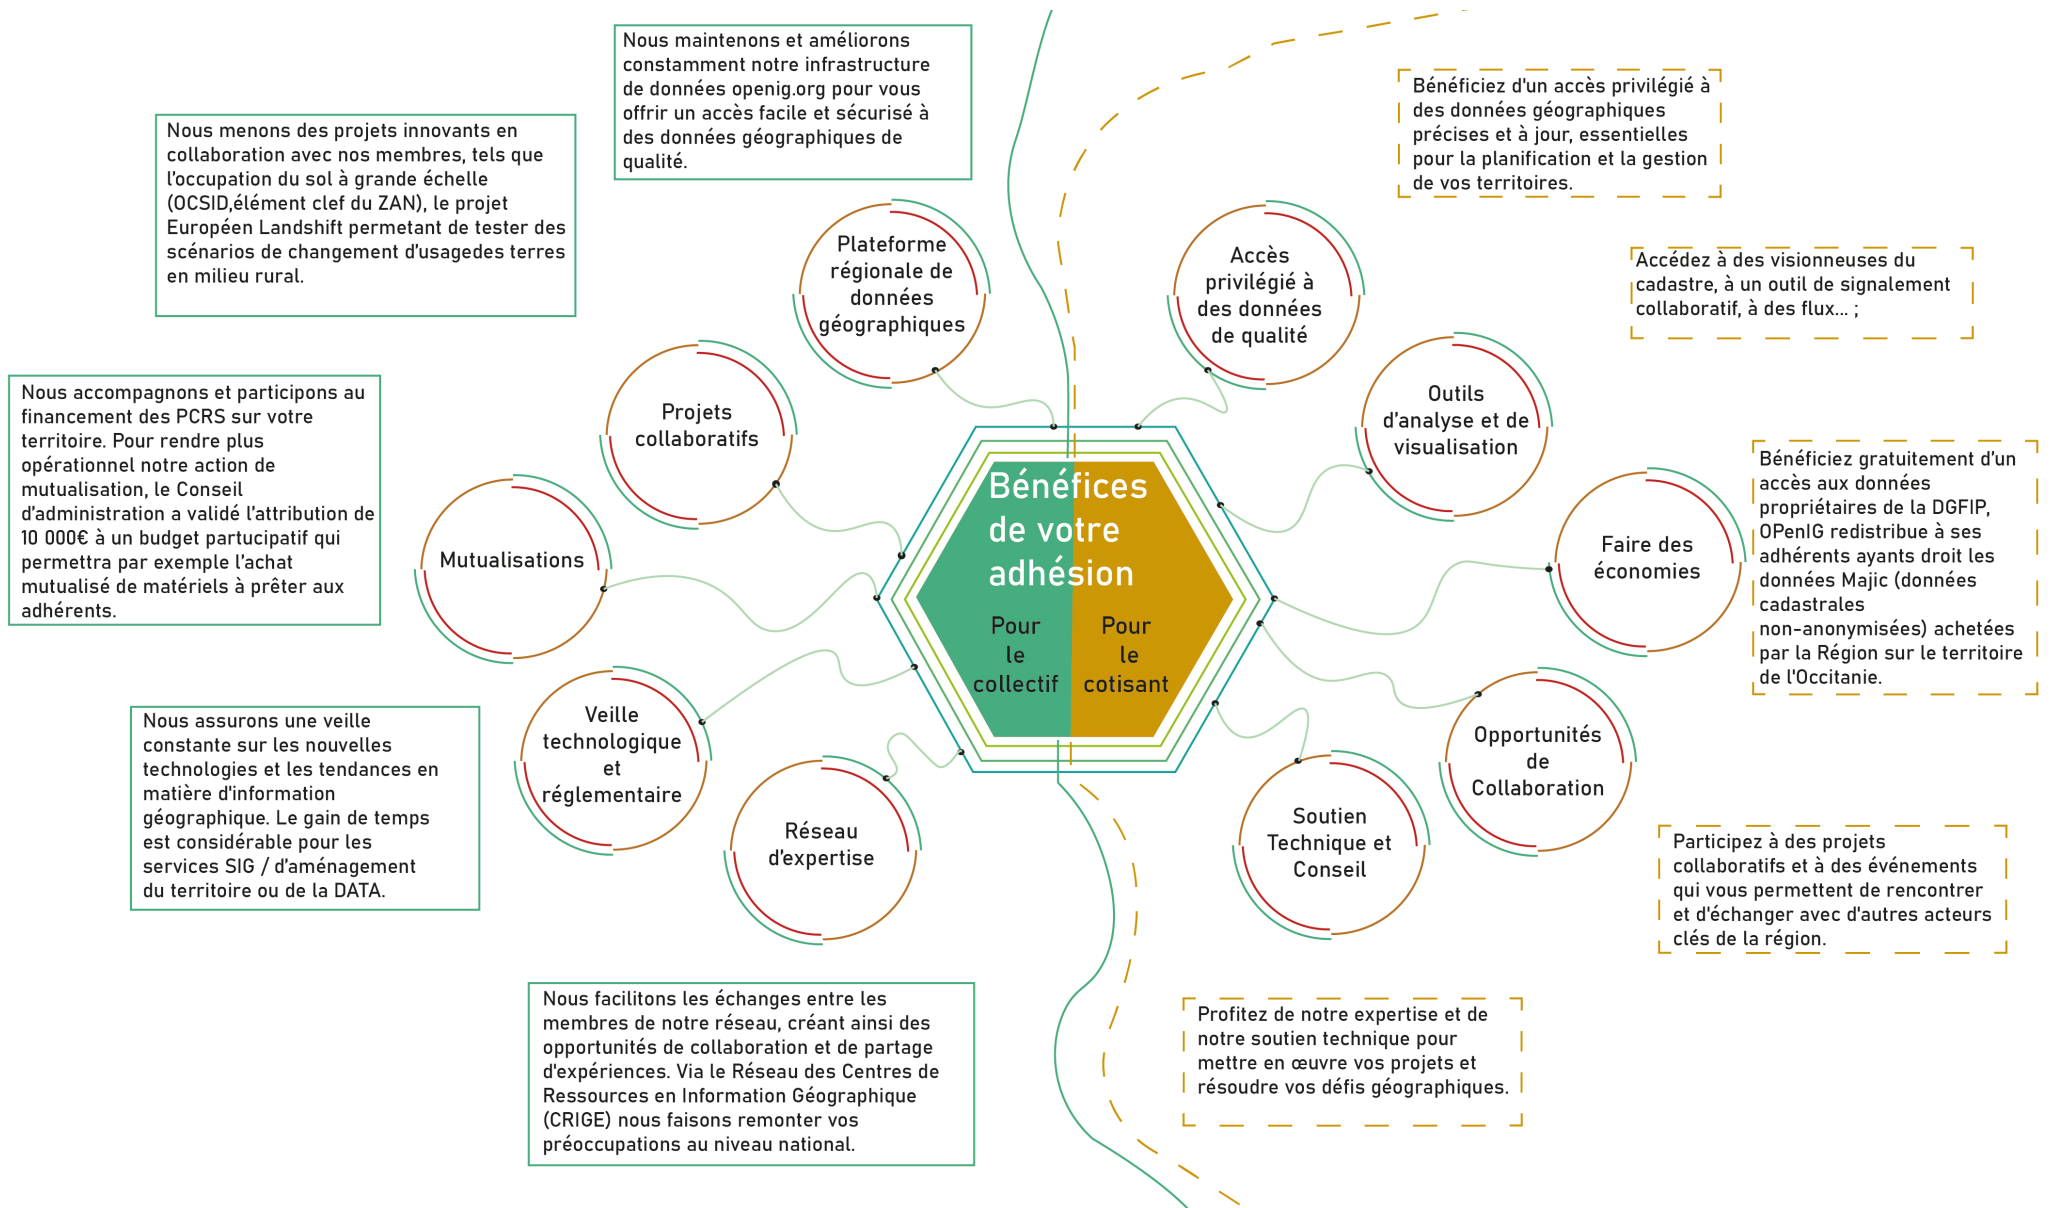 Nous maintenons et améliorons
constamment notre infrastructure
de données openig.org pour vous
offrir un accès facile et sécurisé à
des données géographiques de
qualité.
Bénéficiez d'un accès privilégié à
des données géographiques
précises et à jour, essentielles
pour la planification et la gestion
de vos territoires.
Nous menons des projets innovants en
collaboration avec nos membres, tels que
l’occupation du sol à grande échelle
(OCSID,élément clef du ZAN), le projet
Européen Landshift permetant de tester des
scénarios de changement d’usagedes terres
en milieu rural.
Plateforme
régionale de
données
géographiques
Accès
privilégié à
des données
de qualité
Accédez à des visionneuses du
cadastre, à un outil de signalement
collaboratif, à des flux... ;
Projets
collaboratifs
Outils
d’analyse et de
visualisation
Nous accompagnons et participons au
financement des PCRS sur votre
territoire. Pour rendre plus
opérationnel notre action de
mutualisation, le Conseil
d’administration a validé l’attribution de
10 000€ à un budget partucipatif qui
permettra par exemple l’achat
mutualisé de matériels à prêter aux
adhérents.
Mutualisations
Bénéfices
de votre
adhésion
Pour
le
collectif
Pour
le
cotisant
Faire des
économies
Bénéficiez gratuitement d’un
accès aux données
propriétaires de la DGFIP,
OPenIG redistribue à ses
adhérents ayants droit les
données Majic (données
cadastrales
non-anonymisées) achetées
par la Région sur le territoire
de l'Occitanie.
Veille
technologique
et
réglementaire
Opportunités
de
Collaboration
Nous assurons une veille
constante sur les nouvelles
technologies et les tendances en
matière d'information
géographique. Le gain de temps
est considérable pour les
services SIG / d’aménagement
du territoire ou de la DATA.
Réseau
d’expertise
Soutien
Technique et
Conseil
Participez à des projets
collaboratifs et à des événements
qui vous permettent de rencontrer
et d'échanger avec d'autres acteurs
clés de la région.
Nous facilitons les échanges entre les
membres de notre réseau, créant ainsi des
opportunités de collaboration et de partage
d'expériences. Via le Réseau des Centres de
Ressources en Information Géographique
(CRIGE) nous faisons remonter vos
préoccupations au niveau national.
Profitez de notre expertise et de
notre soutien technique pour
mettre en œuvre vos projets et
résoudre vos défis géographiques.